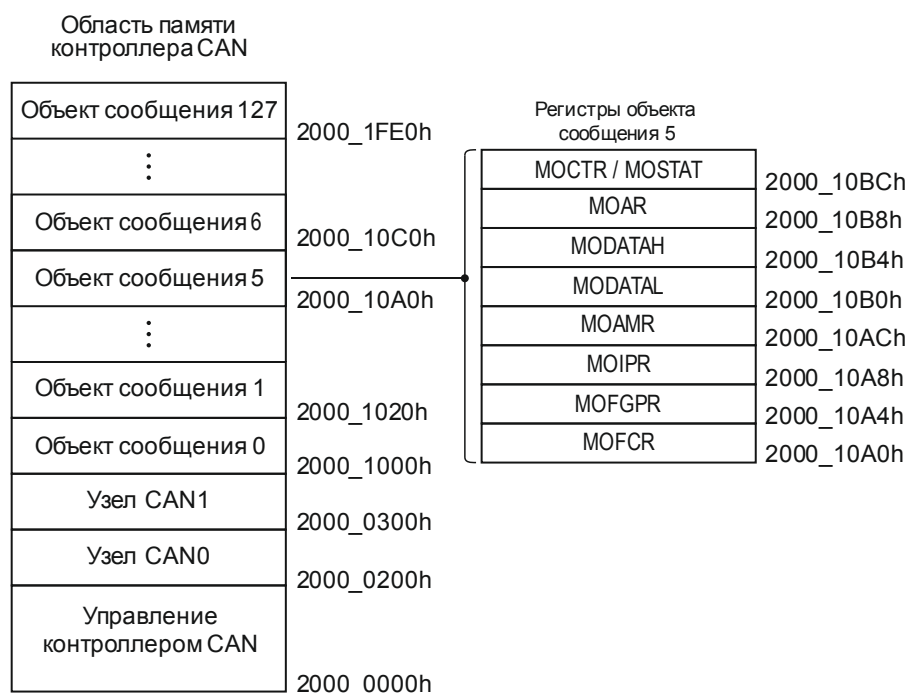 Область памяти
контроллера CAN
Объект сообщения 127
2000_1FE0h
Объект сообщения 6
2000_10C0h
Объект сообщения 5
2000_10A0h
Объект сообщения 1
2000_1020h
Объект сообщения 0
2000_1000h
Узел CAN1
2000_0300h
Узел CAN0
2000_0200h
Управление
контроллером CAN
2000_0000h
Регистры объекта
сообщения 5
MOCTR / MOSTAT
2000_10BCh
MOAR
2000_10B8h
MODATAH
2000_10B4h
MODATAL
2000_10B0h
MOAMR
2000_10ACh
MOIPR
2000_10A8h
MOFGPR
2000_10A4h
MOFCR
2000_10A0h